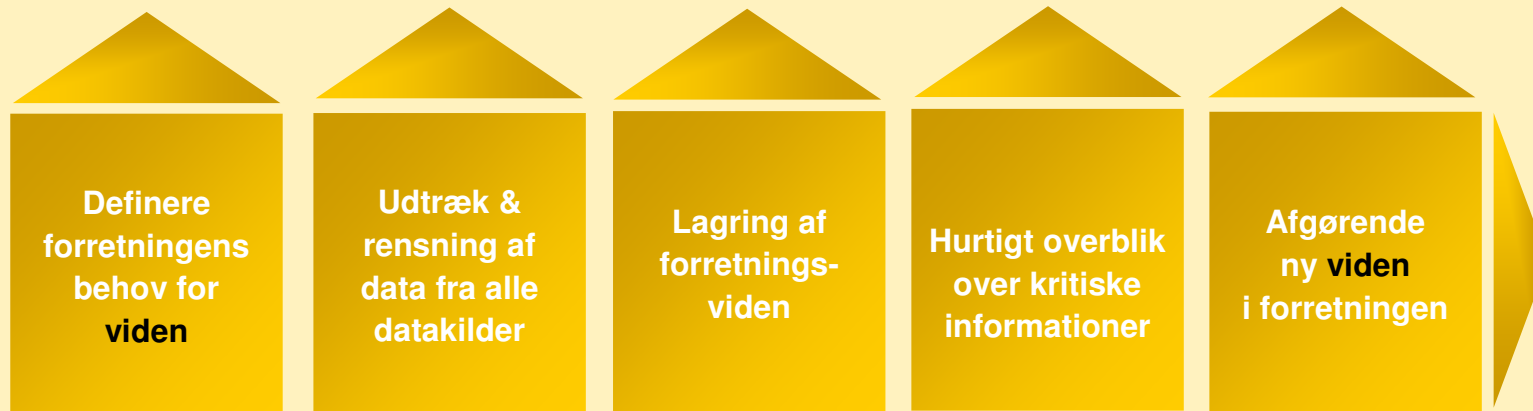 Definere
forretningens
behov for
viden
Udtræk &
rensning af
data fra alle
datakilder
Lagring af
forretnings-
viden
Hurtigt overblik
over kritiske
informationer
Afgørende
ny viden
i forretningen